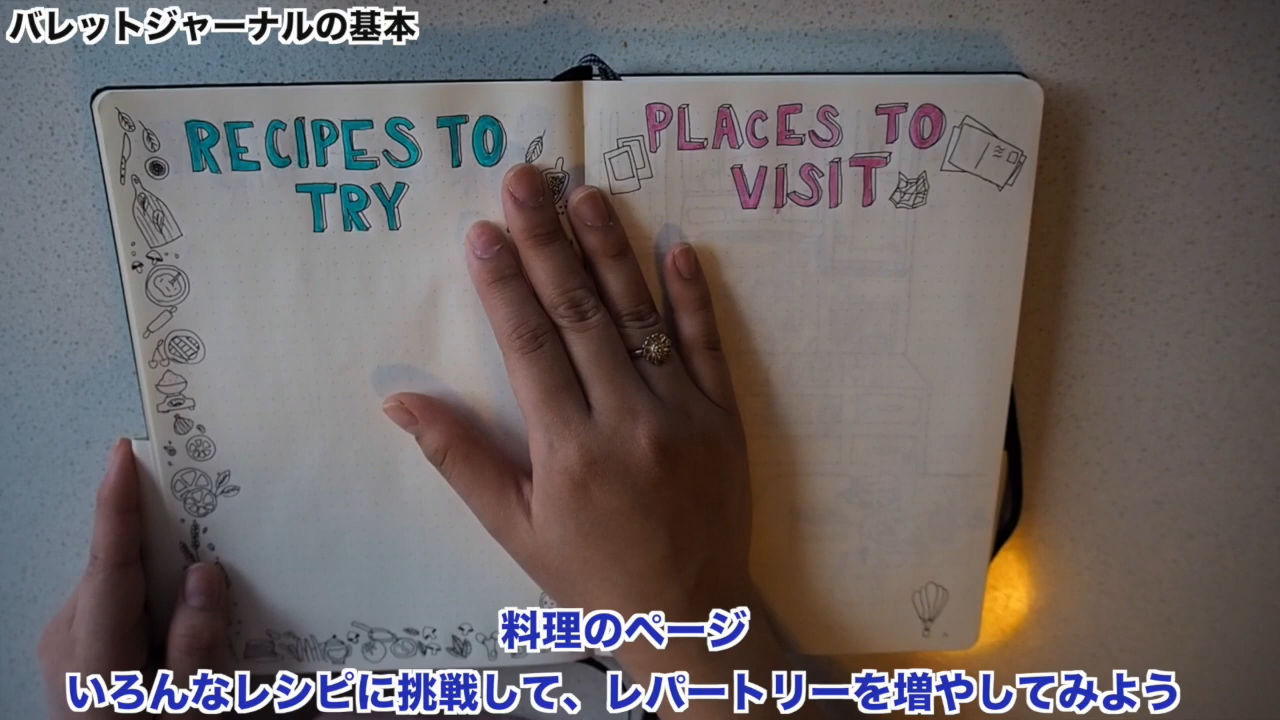 バレットジャーナルの基本
RECIPES TO
TRY
PLACES TO
VISIT
料理のページ
いろんなレシピに挑戦して、レパートリーを増やしてみよう